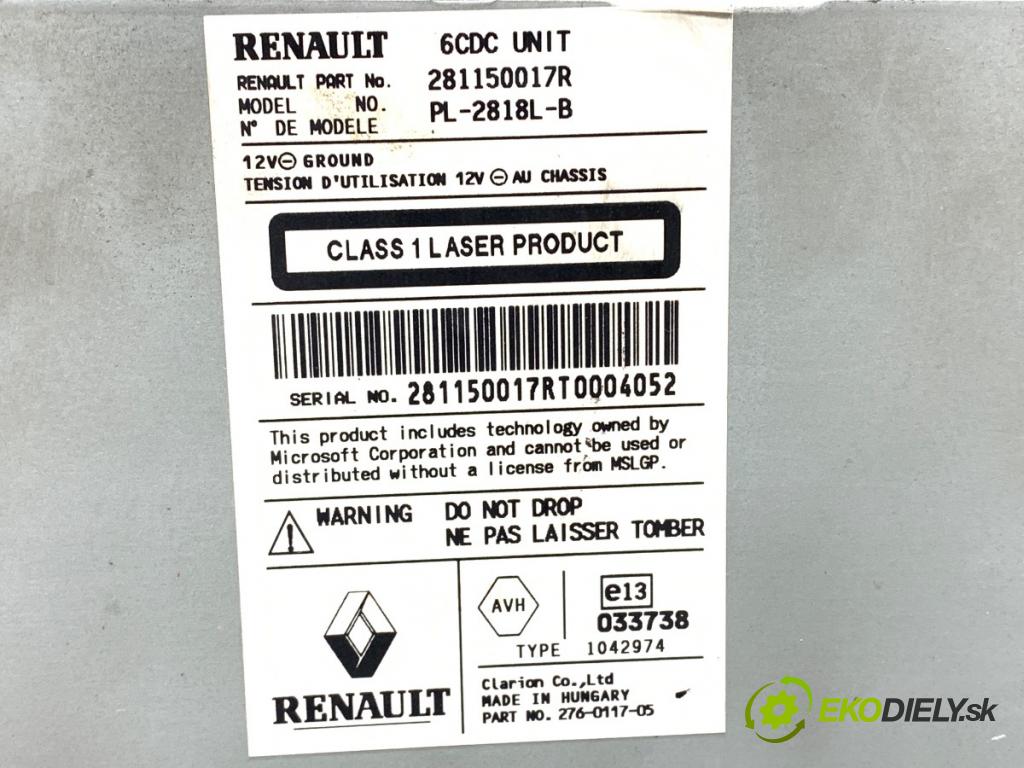 RENAULT 6CDC UNIT
RENAULT PART No. 281150017R
MODEL NO. PL-2818L-B
N° DE MODELE
12V⊖ GROUND
TENSION D'UTILISATION 12V ⊖ AU CHASSIS
CLASS 1 LASER PRODUCT
SERIAL NO. 281150017RT0004052
This product includes technology owned by
Microsoft Corporation and cannot be used or
distributed without a license from MSLGP.
WARNING DO NOT DROP
NE PAS LAISSER TOMBER
RENAULT
AVH e13
033738
TYPE 1042974
Clarion Co.,Ltd
MADE IN HUNGARY
PART NO. 276-0117-05
EKODIELY.sk